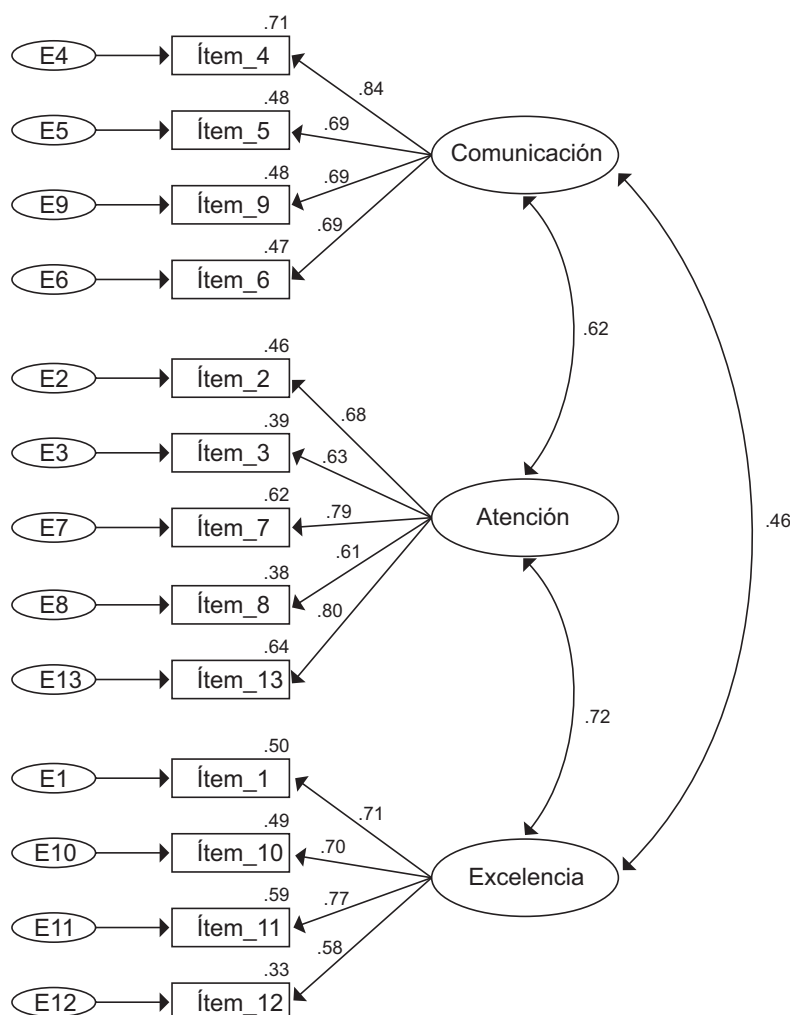 .71
E4 Ítem_4
.84
.48
E5 Ítem_5 .69
Comunicación
.48
E9 Ítem_9 .69
.69
.47
E6 Ítem_6
.62
.46
E2 Ítem_2
.68
.39
E3 Ítem_3 .63
.62
E7 Ítem_7 .79
Atención
.46
.61
.38
E8 Ítem_8
.80
.64
E13 Ítem_13
.72
.50
E1 Ítem_1
.71
.49
E10 Ítem_10 .70
Excelencia
.59
E11 Ítem_11 .77
.58
.33
E12 Ítem_12